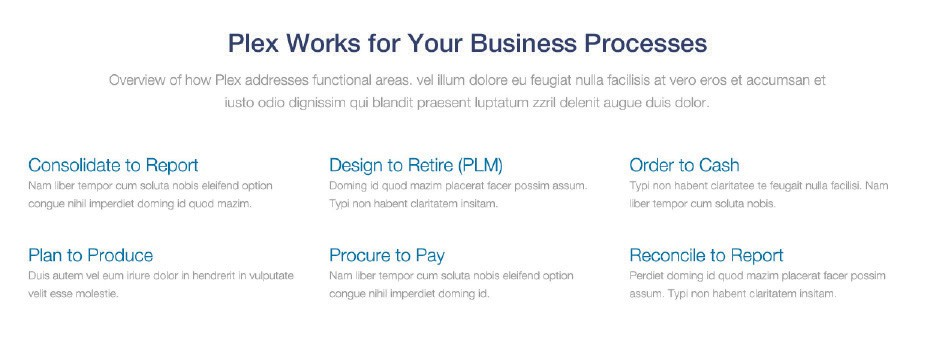 Plex Works for Your Business Processes
Overview of how Plex addresses functional areas. vel illum dolore eu feugiat nulla facilisis at vero eros et accumsan et
iusto odio dignissim qui blandit praesent luptatum zzril delenit augue duis dolor.
Consolidate to Report
Nam liber tempor cum soluta nobis eleifend option
congue nihil imperdiet doming id quod mazim.
Design to Retire (PLM)
Doming id quod mazim placerat facer possim assum.
Typi non habent claritatem insitam.
Order to Cash
Typi non habent claritatee te feugait nulla facilisi. Nam
liber tempor cum soluta nobis.
Plan to Produce
Duis autem vel eum iriure dolor in hendrerit in vulputate
velit esse molestie.
Procure to Pay
Nam liber tempor cum soluta nobis eleifend option
congue nihil imperdiet doming id.
Reconcile to Report
Perdiet doming id quod mazim placerat facer possim
assum. Typi non habent claritatem insitam.